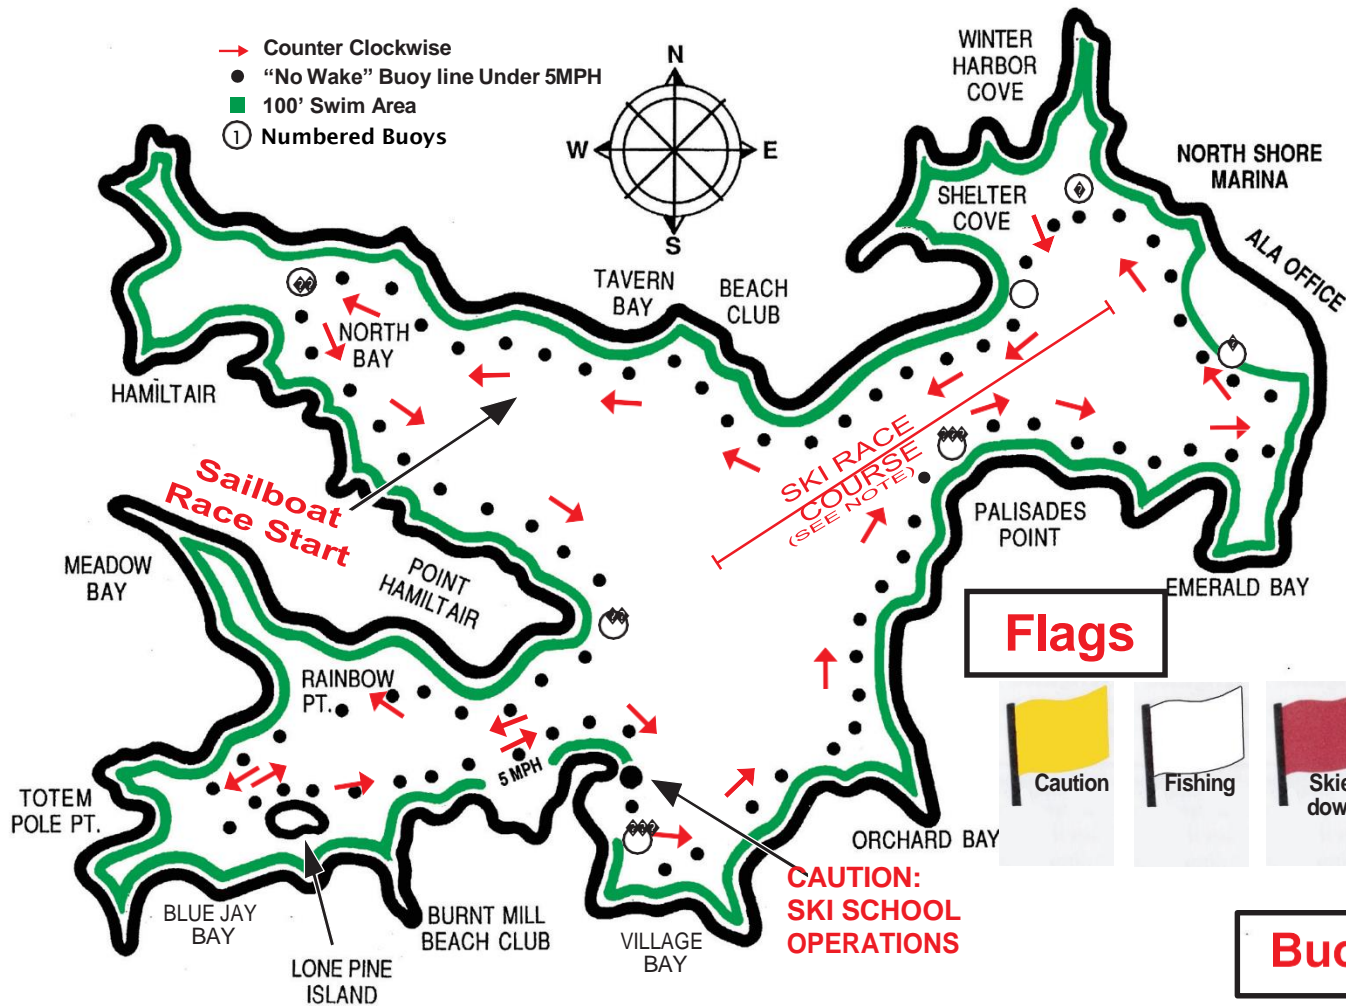 Counter Clockwise
“No Wake” Buoy line Under 5MPH
100' Swim Area
1 Numbered Buoys
N
W
E
S
WINTER
HARBOR
COVE
NORTH SHORE
MARINA
SHELTER
COVE
ALA OFFICE
TAVERN
BAY
BEACH
CLUB
NORTH
BAY
HAMILTAIR
Sailboat
Race Start
SKI RACE
COURSE
(SEE NOTE)
PALISADES
POINT
MEADOW
BAY
POINT
HAMILTAIR
EMERALD BAY
Flags
RAINBOW
PT.
5 MPH
Caution
Fishing
TOTEM
POLE PT.
ORCHARD BAY
CAUTION:
SKI SCHOOL
OPERATIONS
BLUE JAY
BAY
BURNT MILL
BEACH CLUB
VILLAGE
BAY
LONE PINE
ISLAND